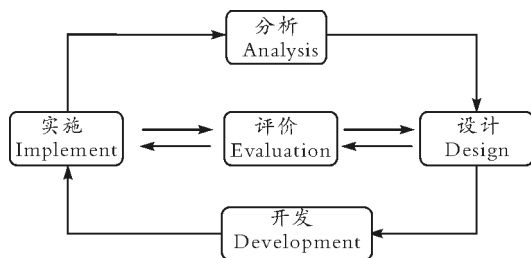 分析
Analysis
实施
Implement
评价
Evaluation
设计
Design
开发
Development